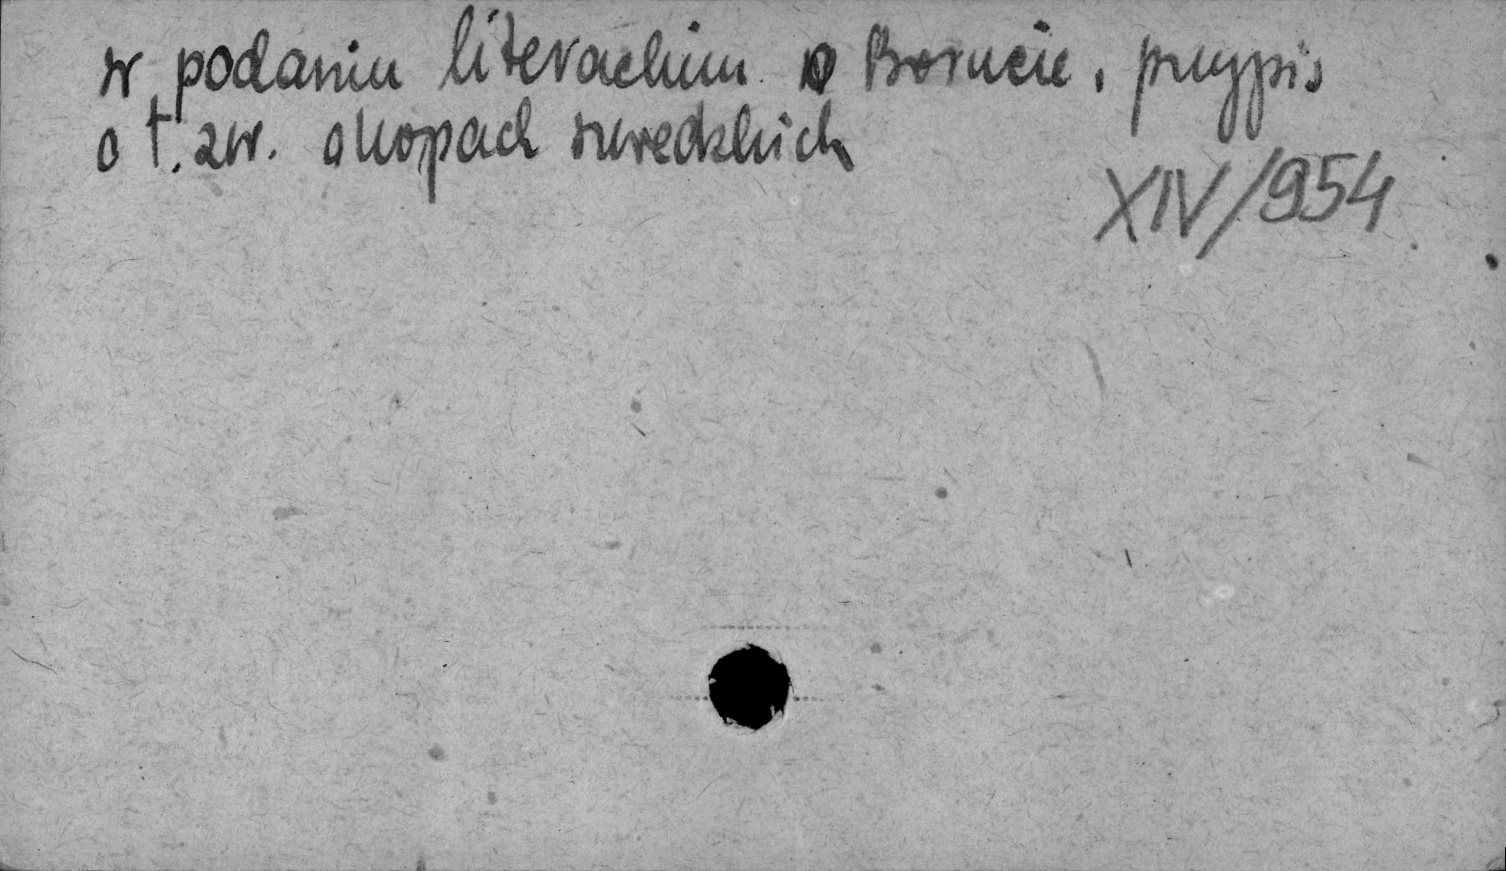 w podaniu literackim o Borucie, przypis
o t.zw. okopach szwedzkich
XIV/954